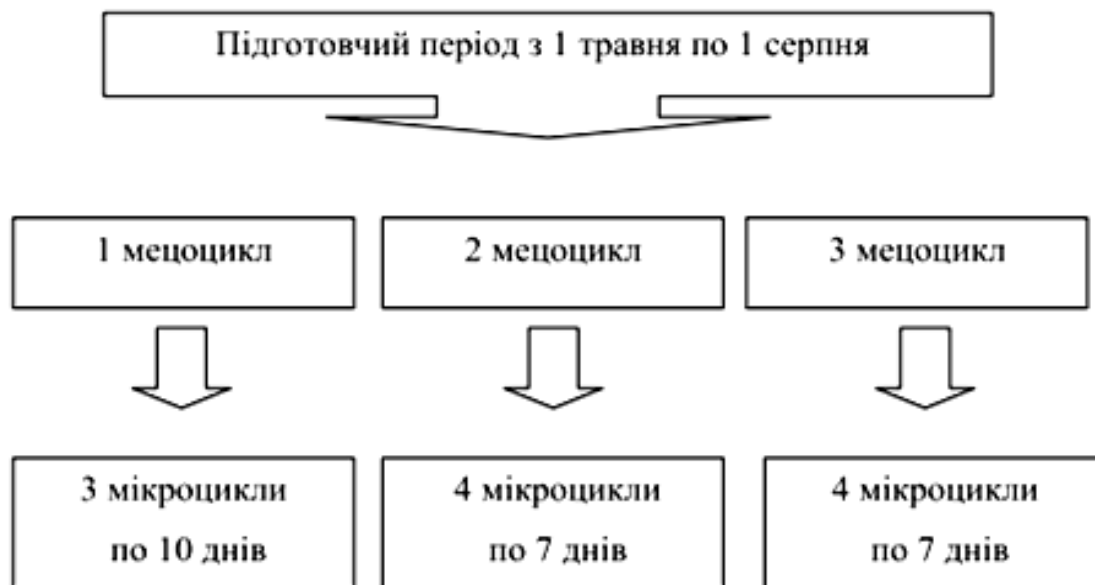 Підготовчий період з 1 травня по 1 серпня
1 мецоцикл
2 мецоцикл
3 мецоцикл
3 мікроцикли
по 10 днів
4 мікроцикли
по 7 днів
4 мікроцикли
по 7 днів